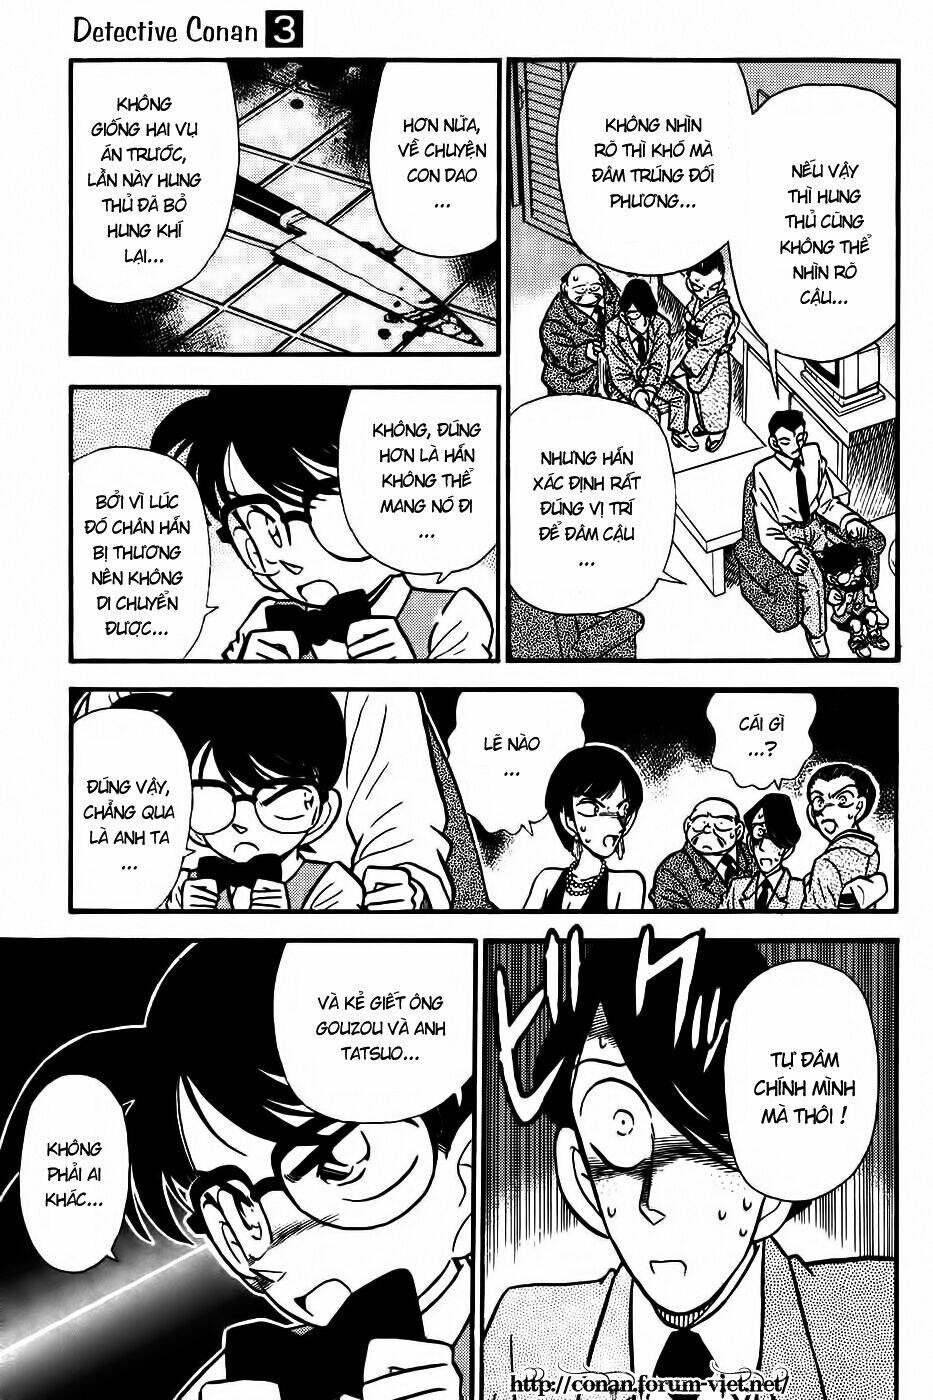 Detective Conan 3
NẾU VẬY
THÌ HUNG
THỦ CŨNG
KHÔNG THỂ
NHÌN RÕ
CẬU...
KHÔNG NHÌN
RÕ THÌ KHÓ MÀ
ĐÂM TRÚNG ĐỐI
PHƯƠNG...
NHƯNG HẮN
XÁC ĐỊNH RẤT
ĐÚNG VỊ TRÍ
ĐỂ ĐÂM CẬU
...
HƠN NỮA,
VỀ CHUYỆN
CON DAO
...
KHÔNG
GIỐNG HAI VỤ
ÁN TRƯỚC,
LẦN NÀY HUNG
THỦ ĐÃ BỎ
HUNG KHÍ
LẠI...
KHÔNG, ĐÚNG
HƠN LÀ HẮN
KHÔNG THỂ
MANG NÓ ĐI
...
BỞI VÌ LÚC
ĐÓ CHÂN HẮN
BỊ THƯƠNG
NÊN KHÔNG
DI CHUYỂN
ĐƯỢC...
CÁI GÌ
...?
LẼ NÀO
...
ĐÚNG VẬY,
CHẲNG QUA
LÀ ANH TA
...
TỰ ĐÂM
CHÍNH MÌNH
MÀ THÔI !
VÀ KẺ GIẾT ÔNG
GOUZOU VÀ ANH
TATSUO...
KHÔNG
PHẢI AI
KHÁC...
http://conan.forum-viet.net/